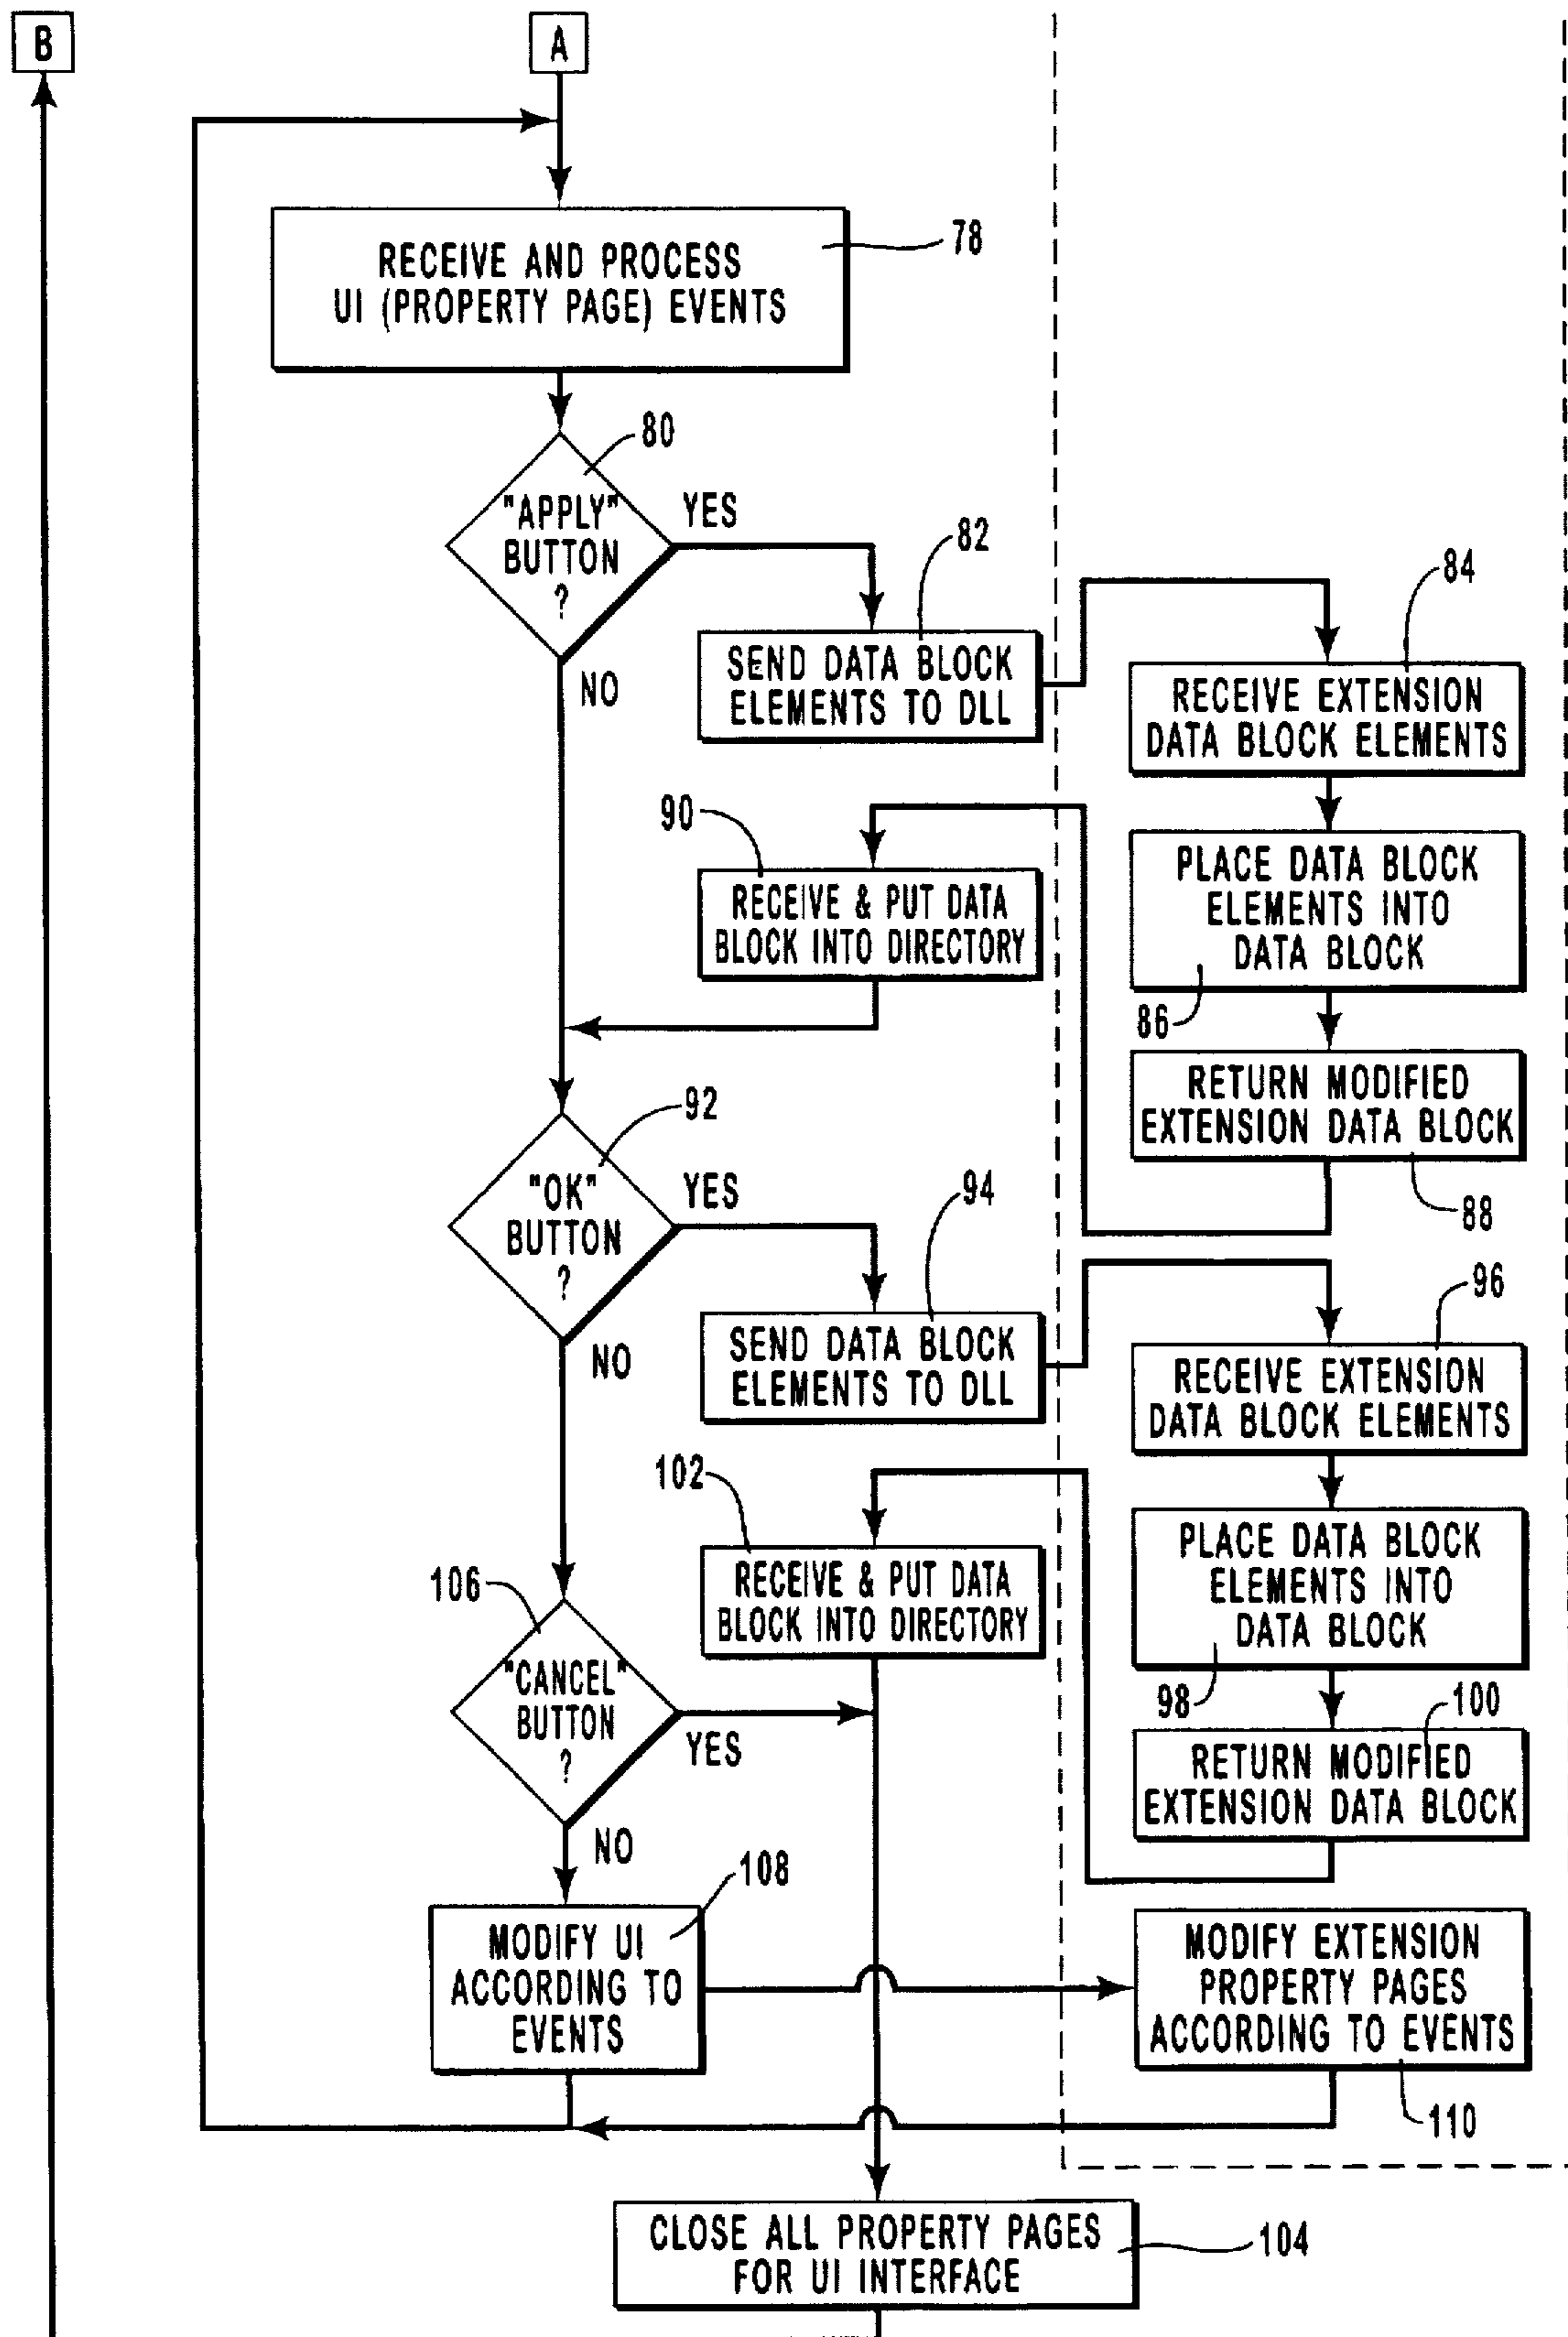 B
A
RECEIVE AND PROCESS
UI (PROPERTY PAGE) EVENTS
78
80
"APPLY"
BUTTON
?
YES
NO
82
SEND DATA BLOCK
ELEMENTS TO DLL
84
RECEIVE EXTENSION
DATA BLOCK ELEMENTS
90
RECEIVE & PUT DATA
BLOCK INTO DIRECTORY
PLACE DATA BLOCK
ELEMENTS INTO
DATA BLOCK
86
RETURN MODIFIED
EXTENSION DATA BLOCK
88
92
"OK"
BUTTON
?
YES
NO
94
SEND DATA BLOCK
ELEMENTS TO DLL
96
RECEIVE EXTENSION
DATA BLOCK ELEMENTS
102
RECEIVE & PUT DATA
BLOCK INTO DIRECTORY
PLACE DATA BLOCK
ELEMENTS INTO
DATA BLOCK
98
100
RETURN MODIFIED
EXTENSION DATA BLOCK
106
"CANCEL"
BUTTON
?
YES
NO
108
MODIFY UI
ACCORDING TO
EVENTS
MODIFY EXTENSION
PROPERTY PAGES
ACCORDING TO EVENTS
110
CLOSE ALL PROPERTY PAGES
FOR UI INTERFACE
104